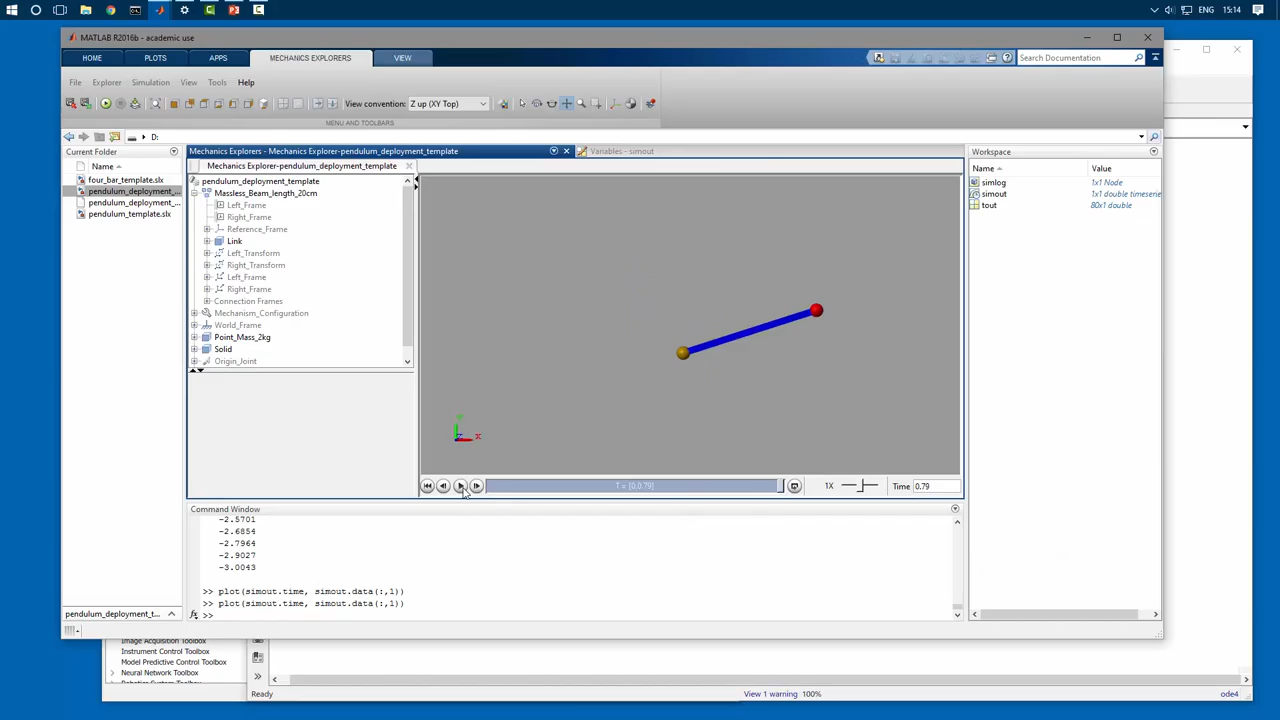 ENG 15:14
MATLAB R2016b - academic use
HOME PLOTS APPS MECHANICS EXPLORERS VIEW Search Documentation
File Explorer Simulation View Tools Help
View convention: Z up (XY Top)
MENU AND TOOLBARS
D:
Current Folder
Name
four_bar_template.slx
pendulum_deployment_...
pendulum_deployment_...
pendulum_template.slx
pendulum_deployment_t...
Mechanics Explorers - Mechanics Explorer-pendulum_deployment_template
Variables - simout
Mechanics Explorer-pendulum_deployment_template
pendulum_deployment_template
Massless_Beam_length_20cm
Left_Frame
Right_Frame
Reference_Frame
Link
Left_Transform
Right_Transform
Left_Frame
Right_Frame
Connection Frames
Mechanism_Configuration
World_Frame
Point_Mass_2kg
Solid
Origin_Joint
Y
X
T = [0,0.79]
1X
Time 0.79
Command Window
-2.5701
-2.6854
-2.7964
-2.9027
-3.0043
>> plot(simout.time, simout.data(:,1))
>> plot(simout.time, simout.data(:,1))
fx >>
Workspace
Name Value
simlog 1x1 Node
simout 1x1 double timeserie
tout 80x1 double
Image Acquisition Toolbox
Instrument Control Toolbox
Model Predictive Control Toolbox
Neural Network Toolbox
Ready View 1 warning 100% ode4